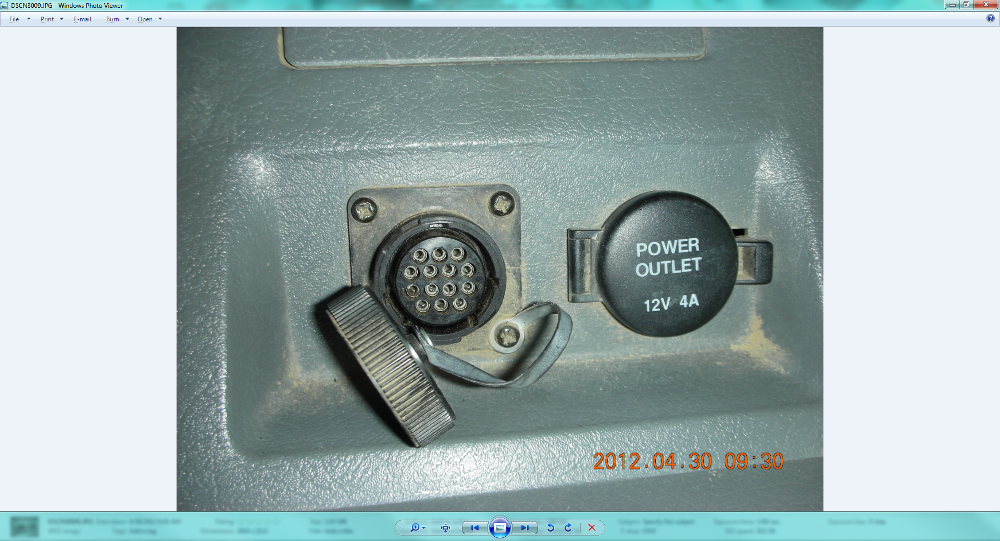 DSCN3009.JPG - Windows Photo Viewer
File Print E-mail Burn Open
POWER
OUTLET
12V 4A
2012.04.30 09:30